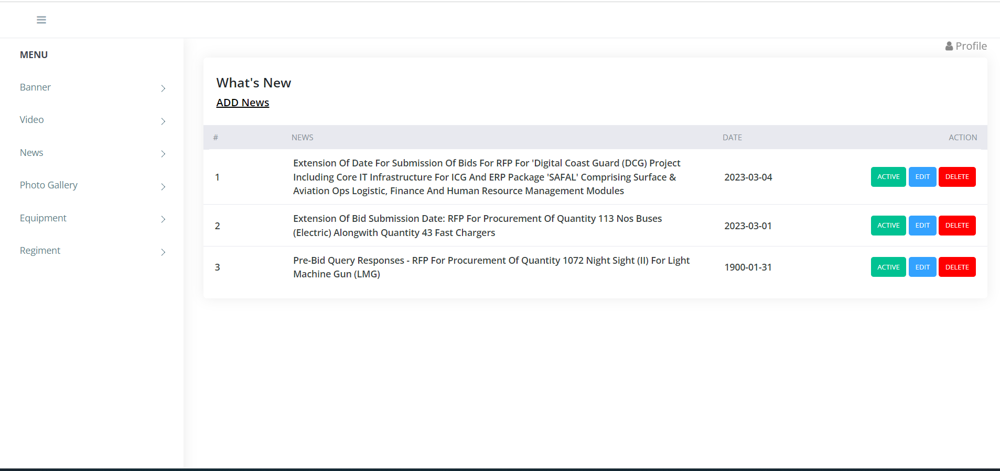 Profile
MENU
Banner
Video
News
Photo Gallery
Equipment
Regiment
What's New
ADD News
# NEWS DATE ACTION
Extension Of Date For Submission Of Bids For RFP For 'Digital Coast Guard (DCG) Project
1 Including Core IT Infrastructure For ICG And ERP Package 'SAFAL' Comprising Surface & 2023-03-04 ACTIVE EDIT DELETE
Aviation Ops Logistic, Finance And Human Resource Management Modules
Extension Of Bid Submission Date: RFP For Procurement Of Quantity 113 Nos Buses
2 (Electric) Alongwith Quantity 43 Fast Chargers 2023-03-01 ACTIVE EDIT DELETE
Pre-Bid Query Responses - RFP For Procurement Of Quantity 1072 Night Sight (II) For Light
3 Machine Gun (LMG) 1900-01-31 ACTIVE EDIT DELETE